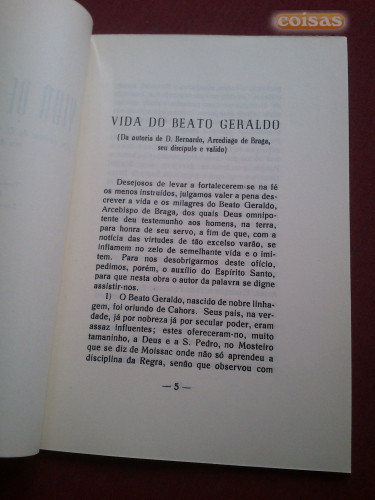 coisas
VIDA DO BEATO GERALDO
(Da autoria de D. Bernardo, Arcediago de Braga,
seu discípulo e valido)
Desejosos de levar a fortalecerem-se na fé
os menos instruídos, julgamos valer a pena des-
crever a vida e os milagres do Beato Geraldo,
Arcebispo de Braga, dos quais Deus omnipo-
tente deu testemunho aos homens, na terra,
para honra de seu servo, a fim de que, com a
notícia das virtudes de tão excelso varão, se
inflamem no zelo de semelhante vida e o imi-
tem. Para nos desobrigarmos deste ofício,
pedimos, porém, o auxílio do Espírito Santo,
para que nesta obra o autor da palavra se digne
assistir-nos.
1) O Beato Geraldo, nascido de nobre linha-
gem, foi oriundo de Cahors. Seus pais, na ver-
dade, já por nobreza já por secular poder, eram
assaz influentes; estes ofereceram-no, muito
tamaninho, a Deus e a S. Pedro, no Mosteiro
que se diz de Moissac onde não só aprendeu a
disciplina da Regra, senão que observou com
— 5 —